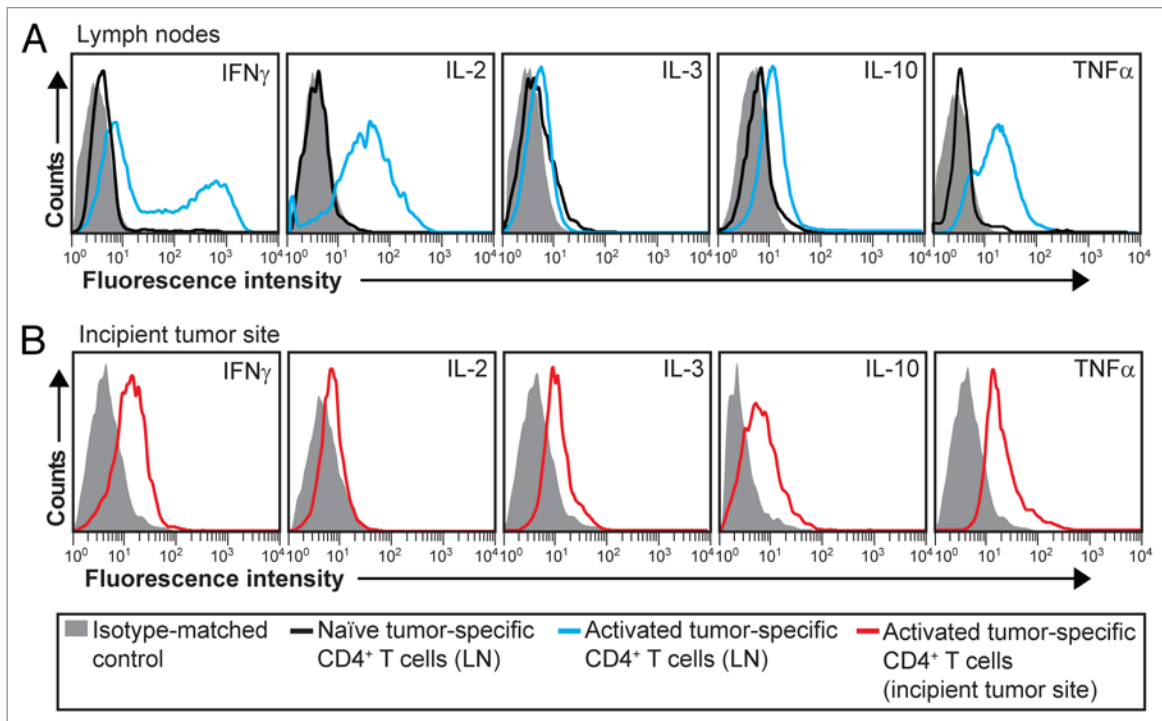 A Lymph nodes
IFNγ IL-2 IL-3 IL-10 TNFα
Counts
10⁰ 10¹ 10² 10³ 10⁴ 10⁰ 10¹ 10² 10³ 10⁴ 10⁰ 10¹ 10² 10³ 10⁴ 10⁰ 10¹ 10² 10³ 10⁴ 10⁰ 10¹ 10² 10³ 10⁴
Fluorescence intensity
B Incipient tumor site
IFNγ IL-2 IL-3 IL-10 TNFα
Counts
10⁰ 10¹ 10² 10³ 10⁴ 10⁰ 10¹ 10² 10³ 10⁴ 10⁰ 10¹ 10² 10³ 10⁴ 10⁰ 10¹ 10² 10³ 10⁴ 10⁰ 10¹ 10² 10³ 10⁴
Fluorescence intensity
Isotype-matched
control
Naïve tumor-specific
CD4⁺ T cells (LN)
Activated tumor-specific
CD4⁺ T cells (LN)
Activated tumor-specific
CD4⁺ T cells
(incipient tumor site)